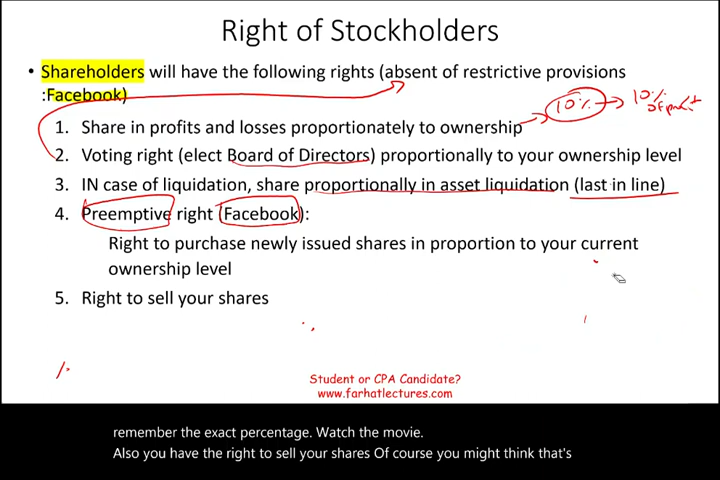 Right of Stockholders
• Shareholders will have the following rights (absent of restrictive provisions
:Facebook)
1. Share in profits and losses proportionately to ownership
10% → 10%
2. Voting right (elect Board of Directors) proportionally to your ownership level
3. IN case of liquidation, share proportionally in asset liquidation (last in line)
4. Preemptive right (Facebook):
Right to purchase newly issued shares in proportion to your current
ownership level
5. Right to sell your shares
Student or CPA Candidate?
www.farhatlectures.com
remember the exact percentage. Watch the movie.
Also you have the right to sell your shares Of course you might think that's